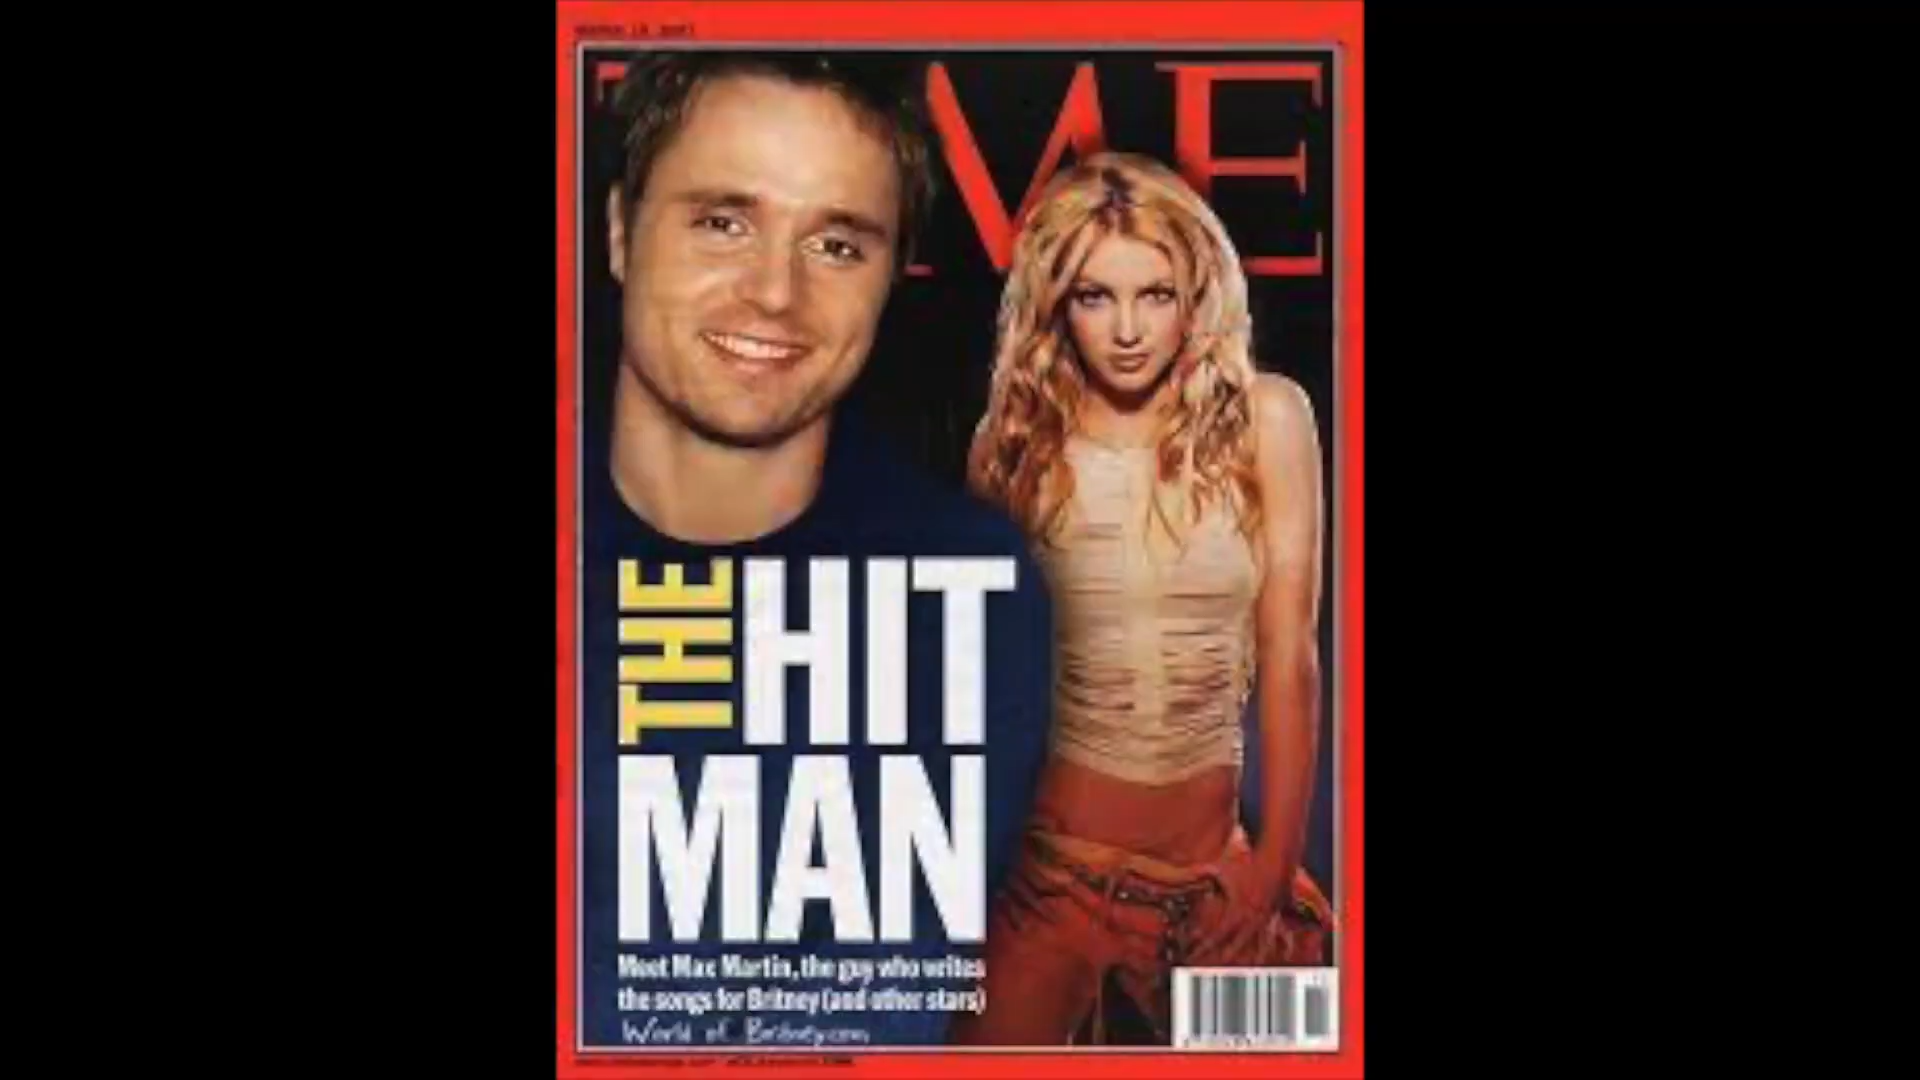 TIME
THE HIT
MAN
Meet Max Martin, the guy who writes
the songs for Britney (and other stars)
World of Britney.com